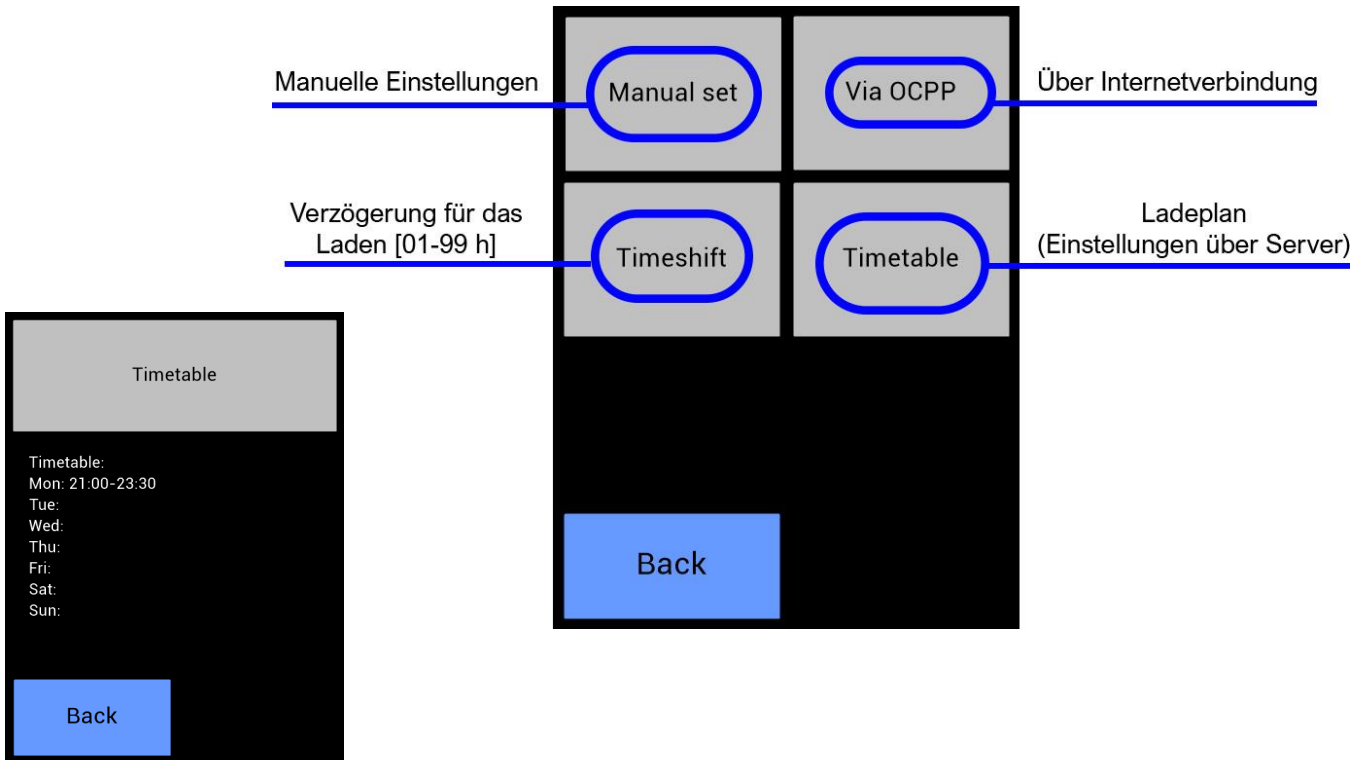 Manuelle Einstellungen
Manual set
Via OCPP
Über Internetverbindung
Verzögerung für das
Laden [01-99 h]
Timeshift
Timetable
Ladeplan
(Einstellungen über Server)
Back
Timetable
Timetable:
Mon: 21:00-23:30
Tue:
Wed:
Thu:
Fri:
Sat:
Sun:
Back